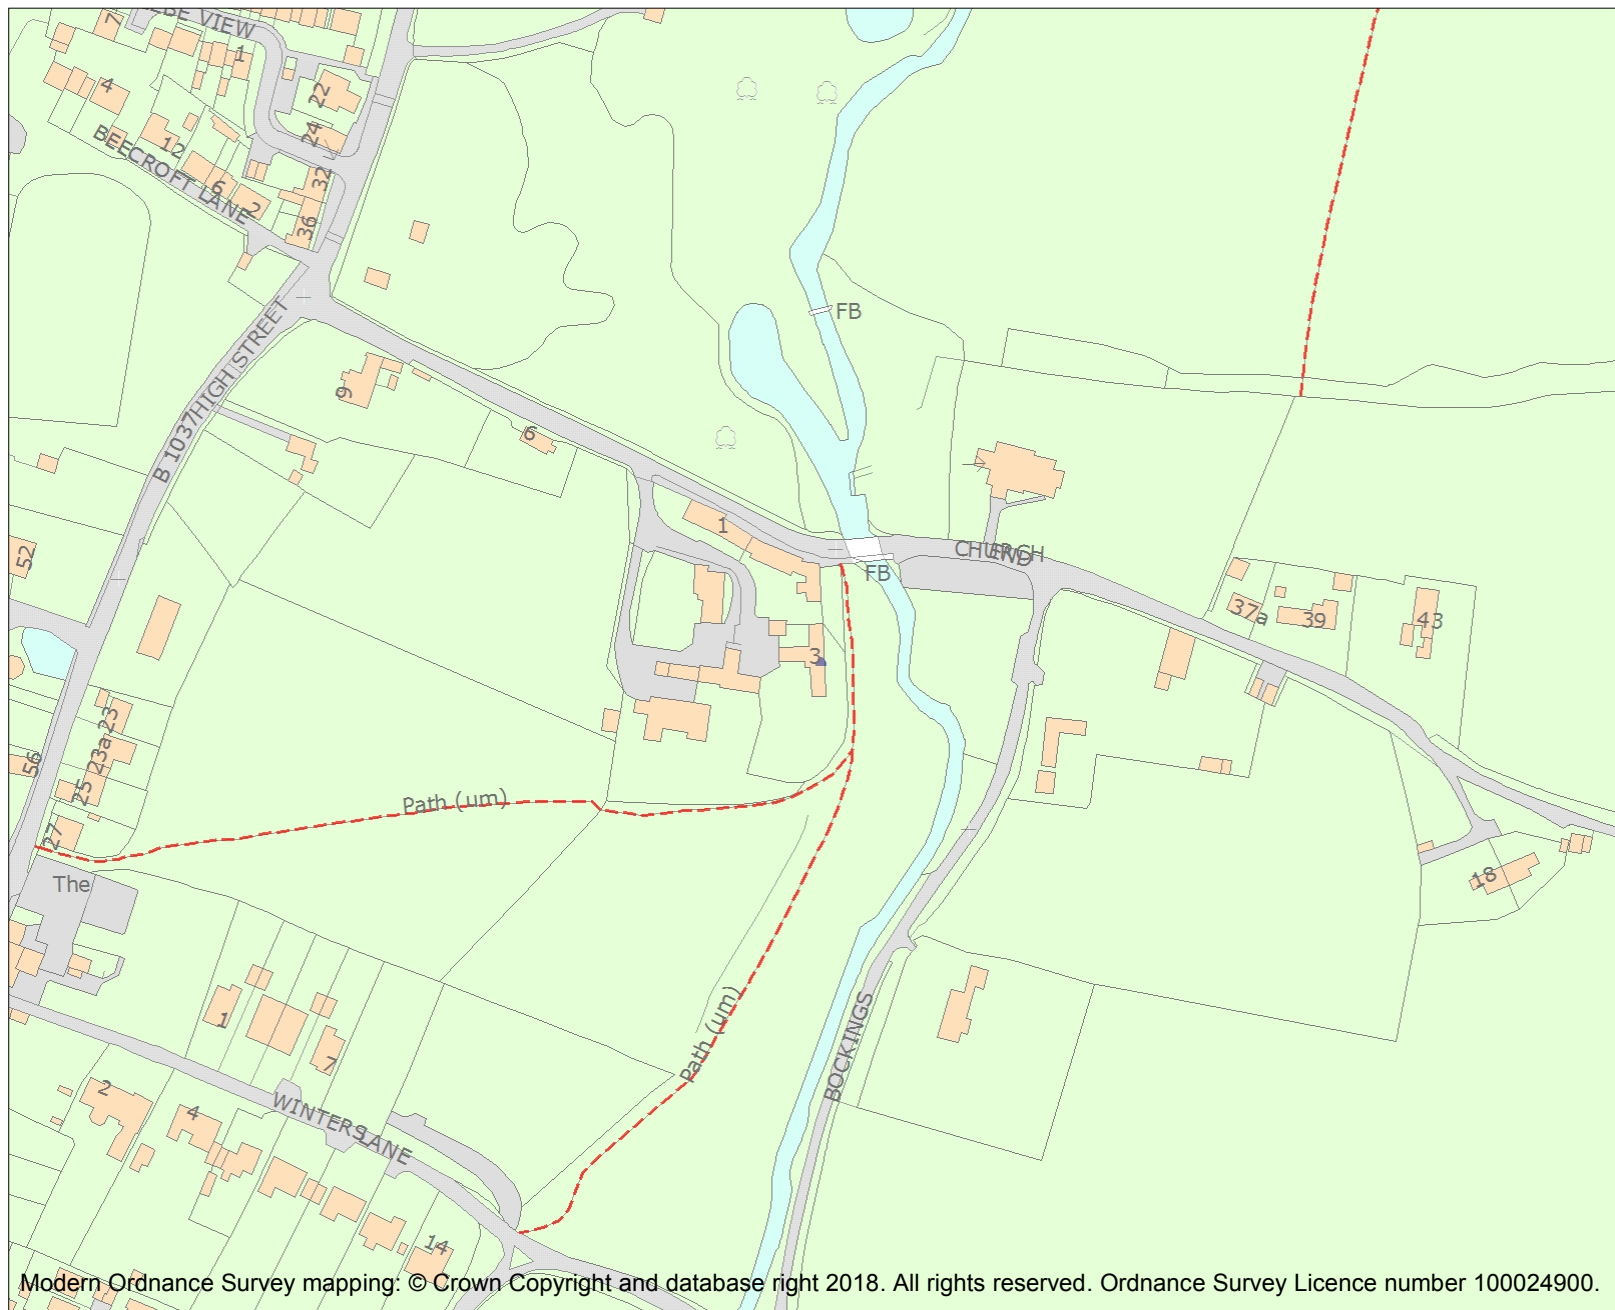 EBE VIEW
7
1
4
22
24
BEECROFT LANE
12
6
2
32
36
FB
B 1037
HIGH STREET
9
6
1
52
CHURCH
END
FB
37a
39
43
3
23
23a
56
25
27
Path (um)
The
18
Path (um)
BOCKINGS
1
7
2
4
WINTERS LANE
14
Modern Ordnance Survey mapping: © Crown Copyright and database right 2018. All rights reserved. Ordnance Survey Licence number 100024900.